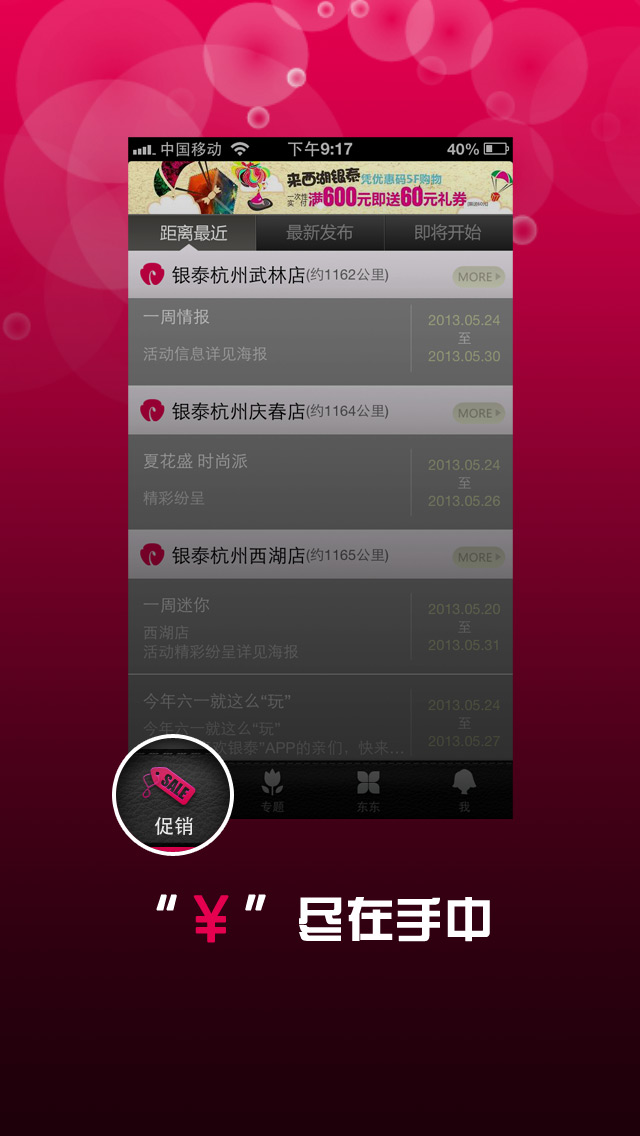 中国移动 下午9:17 40%
来西湖银泰 凭优惠码5F购物
一次性实付 满600元即送60元礼券
距离最近 最新发布 即将开始
银泰杭州武林店(约1162公里) MORE
一周情报
活动信息详见海报
2013.05.24
至
2013.05.30
银泰杭州庆春店(约1164公里) MORE
夏花盛 时尚派
精彩纷呈
2013.05.24
至
2013.05.26
银泰杭州西湖店(约1165公里) MORE
一周迷你
西湖店
活动精彩纷呈详见海报
2013.05.20
至
2013.05.31
今年六一就这么“玩”
今年六一就这么“玩”
欢银泰”APP的亲们，快来…
2013.05.24
至
2013.05.27
SALE
促销 专题 东东 我
“¥”尽在手中